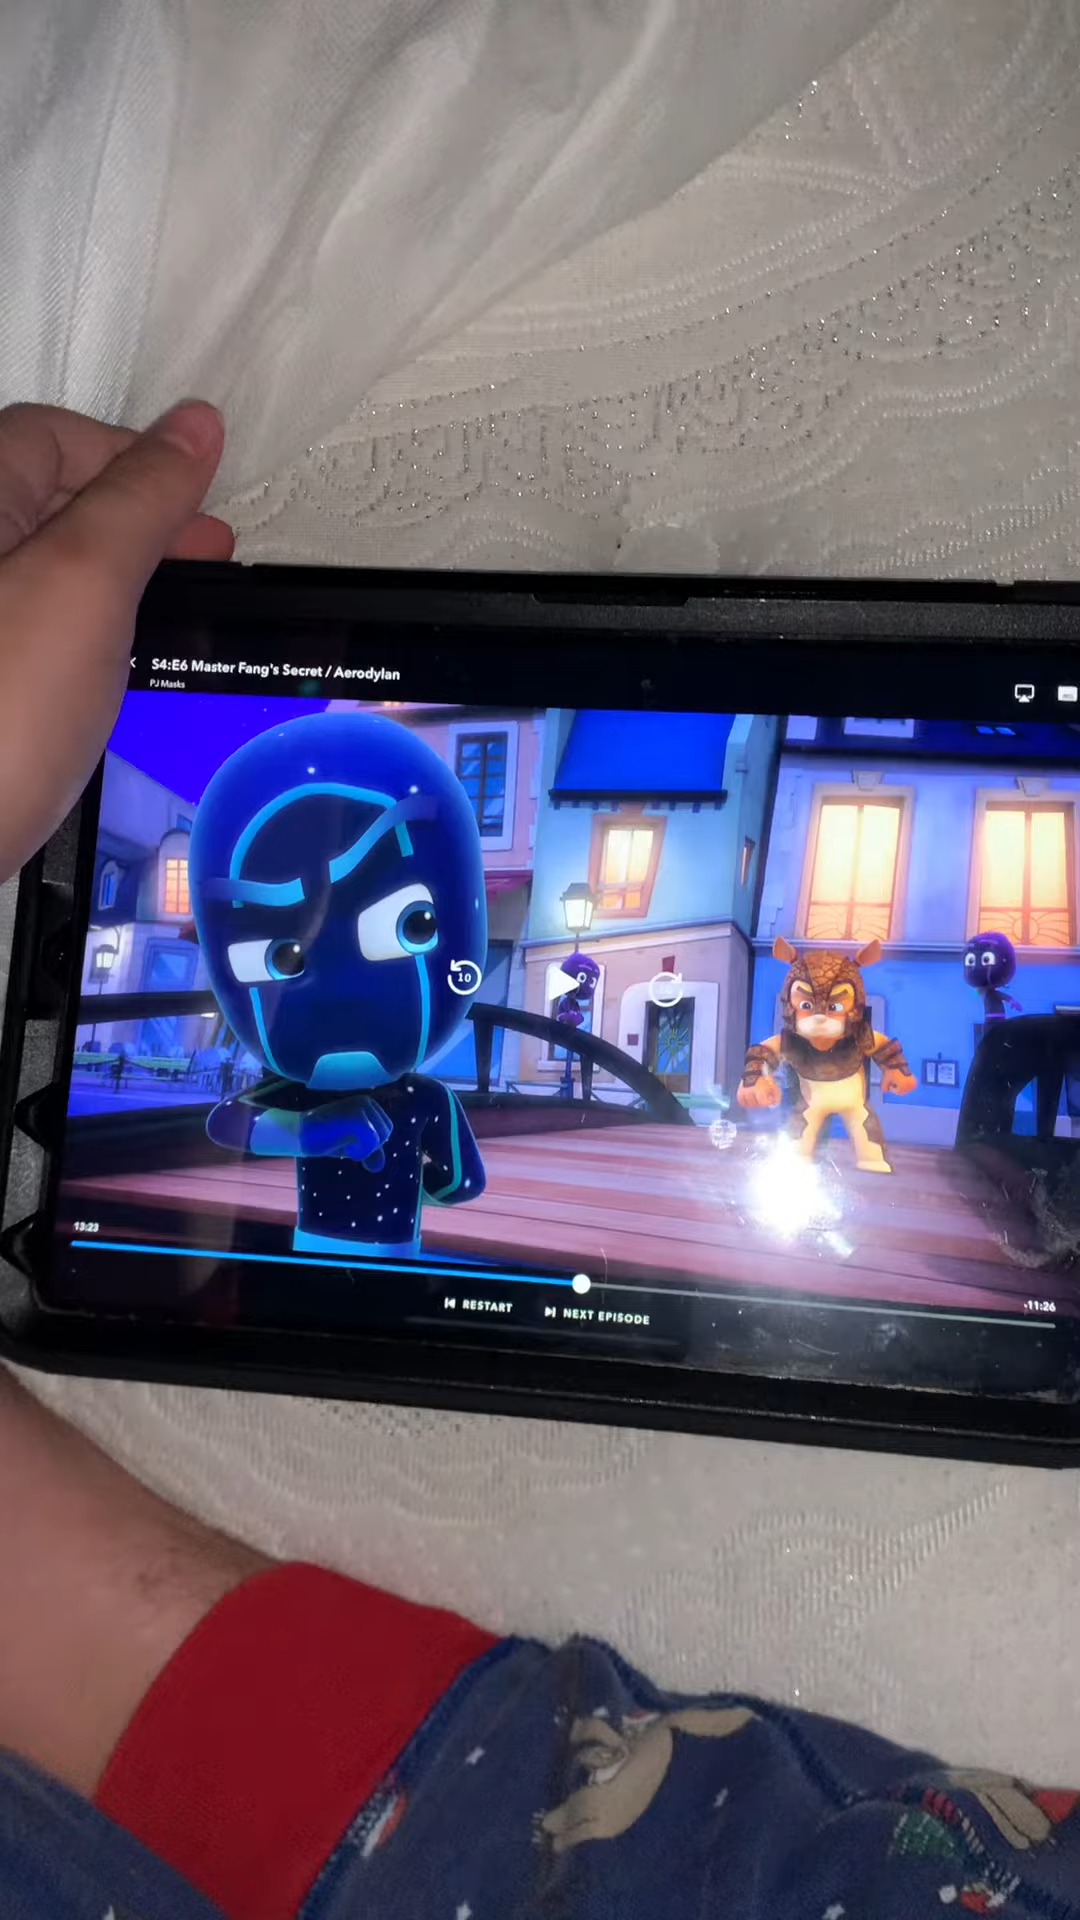 S4:E6 Master Fang's Secret / Aerodylan
PJ Masks
10
13:23
-11:26
RESTART
NEXT EPISODE